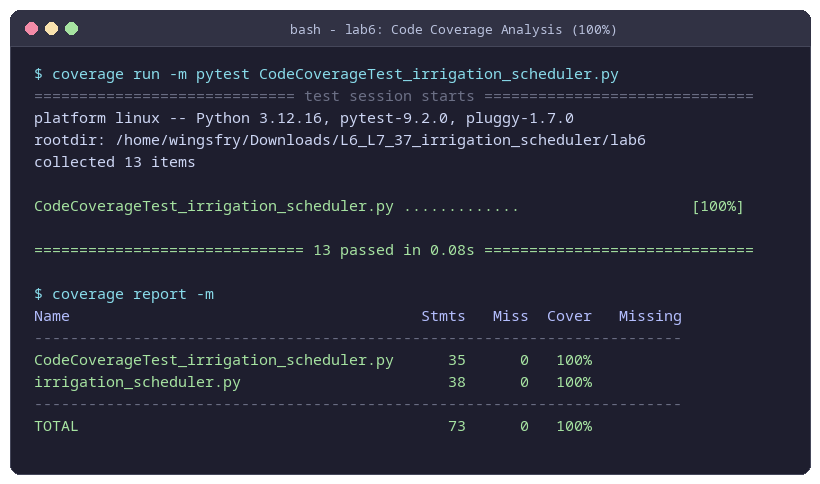 bash - lab6: Code Coverage Analysis (100%)
$ coverage run -m pytest CodeCoverageTest_irrigation_scheduler.py
============================= test session starts ==============================
platform linux -- Python 3.12.16, pytest-9.2.0, pluggy-1.7.0
rootdir: /home/wingsfry/Downloads/L6_L7_37_irrigation_scheduler/lab6
collected 13 items
CodeCoverageTest_irrigation_scheduler.py ............. [100%]
============================== 13 passed in 0.08s ==============================
$ coverage report -m
Name Stmts Miss Cover Missing
------------------------------------------------------------------------
CodeCoverageTest_irrigation_scheduler.py 35 0 100%
irrigation_scheduler.py 38 0 100%
------------------------------------------------------------------------
TOTAL 73 0 100%